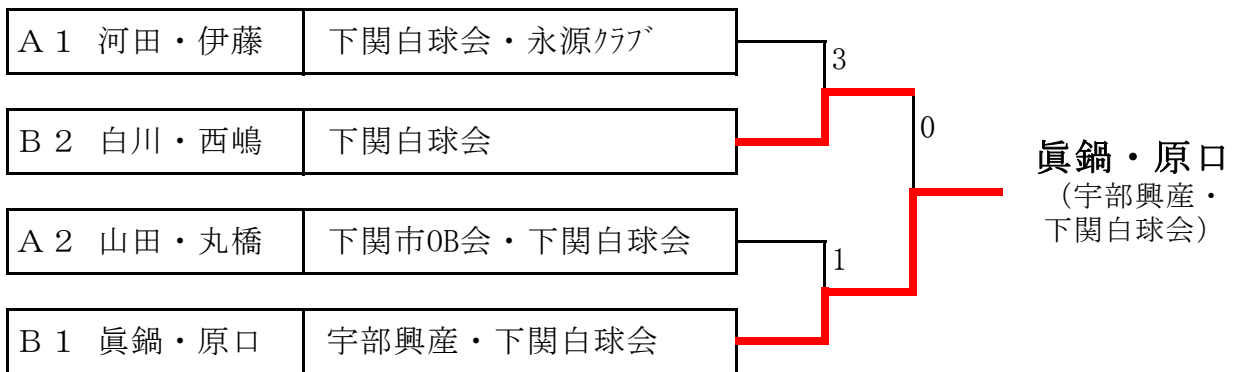 Ａ１ 河田・伊藤 下関白球会・永源ｸﾗﾌﾞ
3
Ｂ２ 白川・西嶋 下関白球会
0
眞鍋・原口
（宇部興産・
下関白球会）
Ａ２ 山田・丸橋 下関市OB会・下関白球会
1
Ｂ１ 眞鍋・原口 宇部興産・下関白球会